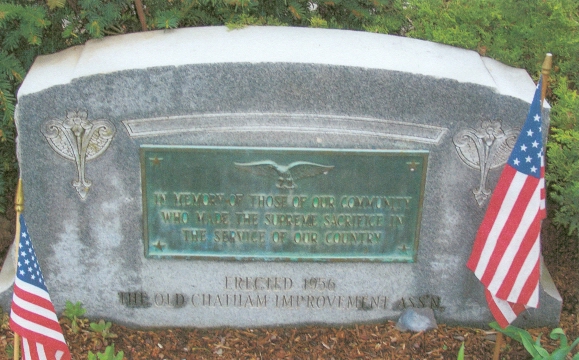 IN MEMORY OF THOSE OF OUR COMMUNITY
WHO MADE THE SUPREME SACRIFICE IN
THE SERVICE OF OUR COUNTRY
ERECTED 1956
THE OLD CHATHAM IMPROVEMENT ASS'N.